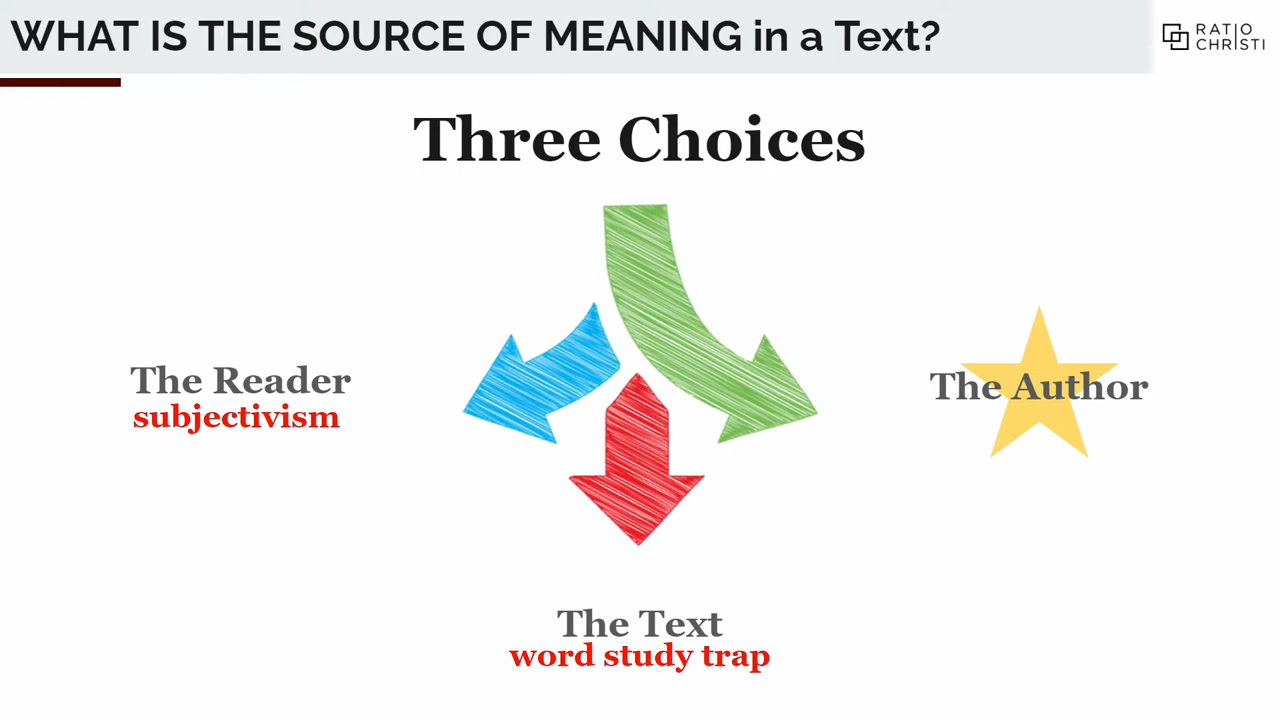 WHAT IS THE SOURCE OF MEANING in a Text?
RATIO
CHRISTI
Three Choices
The Reader
subjectivism
The Author
The Text
word study trap